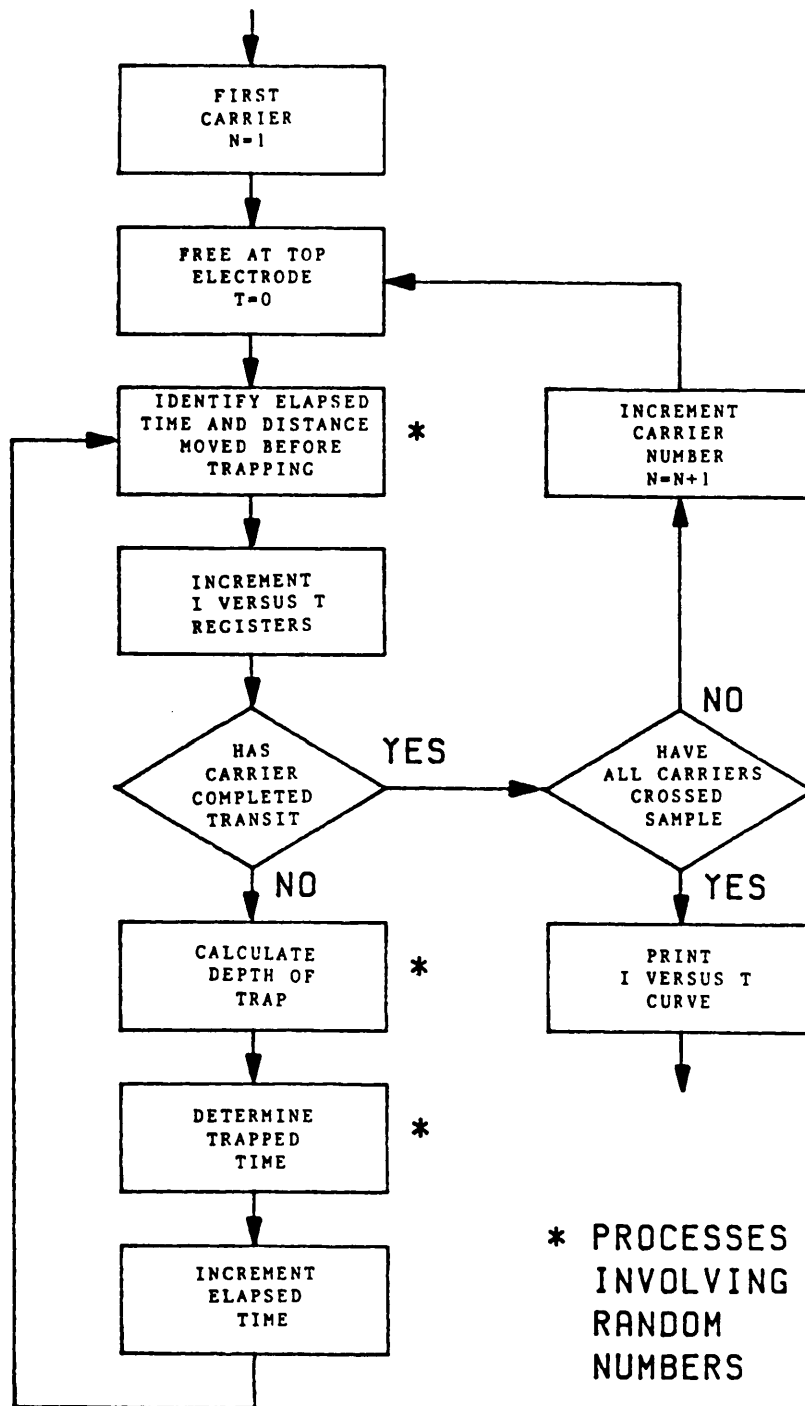 FIRST
CARRIER
N=1
FREE AT TOP
ELECTRODE
T=0
IDENTIFY ELAPSED
TIME AND DISTANCE
MOVED BEFORE
TRAPPING
*
INCREMENT
I VERSUS T
REGISTERS
HAS
CARRIER
COMPLETED
TRANSIT
YES
NO
CALCULATE
DEPTH OF
TRAP
*
DETERMINE
TRAPPED
TIME
*
INCREMENT
ELAPSED
TIME
INCREMENT
CARRIER
NUMBER
N=N+1
NO
HAVE
ALL CARRIERS
CROSSED
SAMPLE
YES
PRINT
I VERSUS T
CURVE
* PROCESSES
INVOLVING
RANDOM
NUMBERS